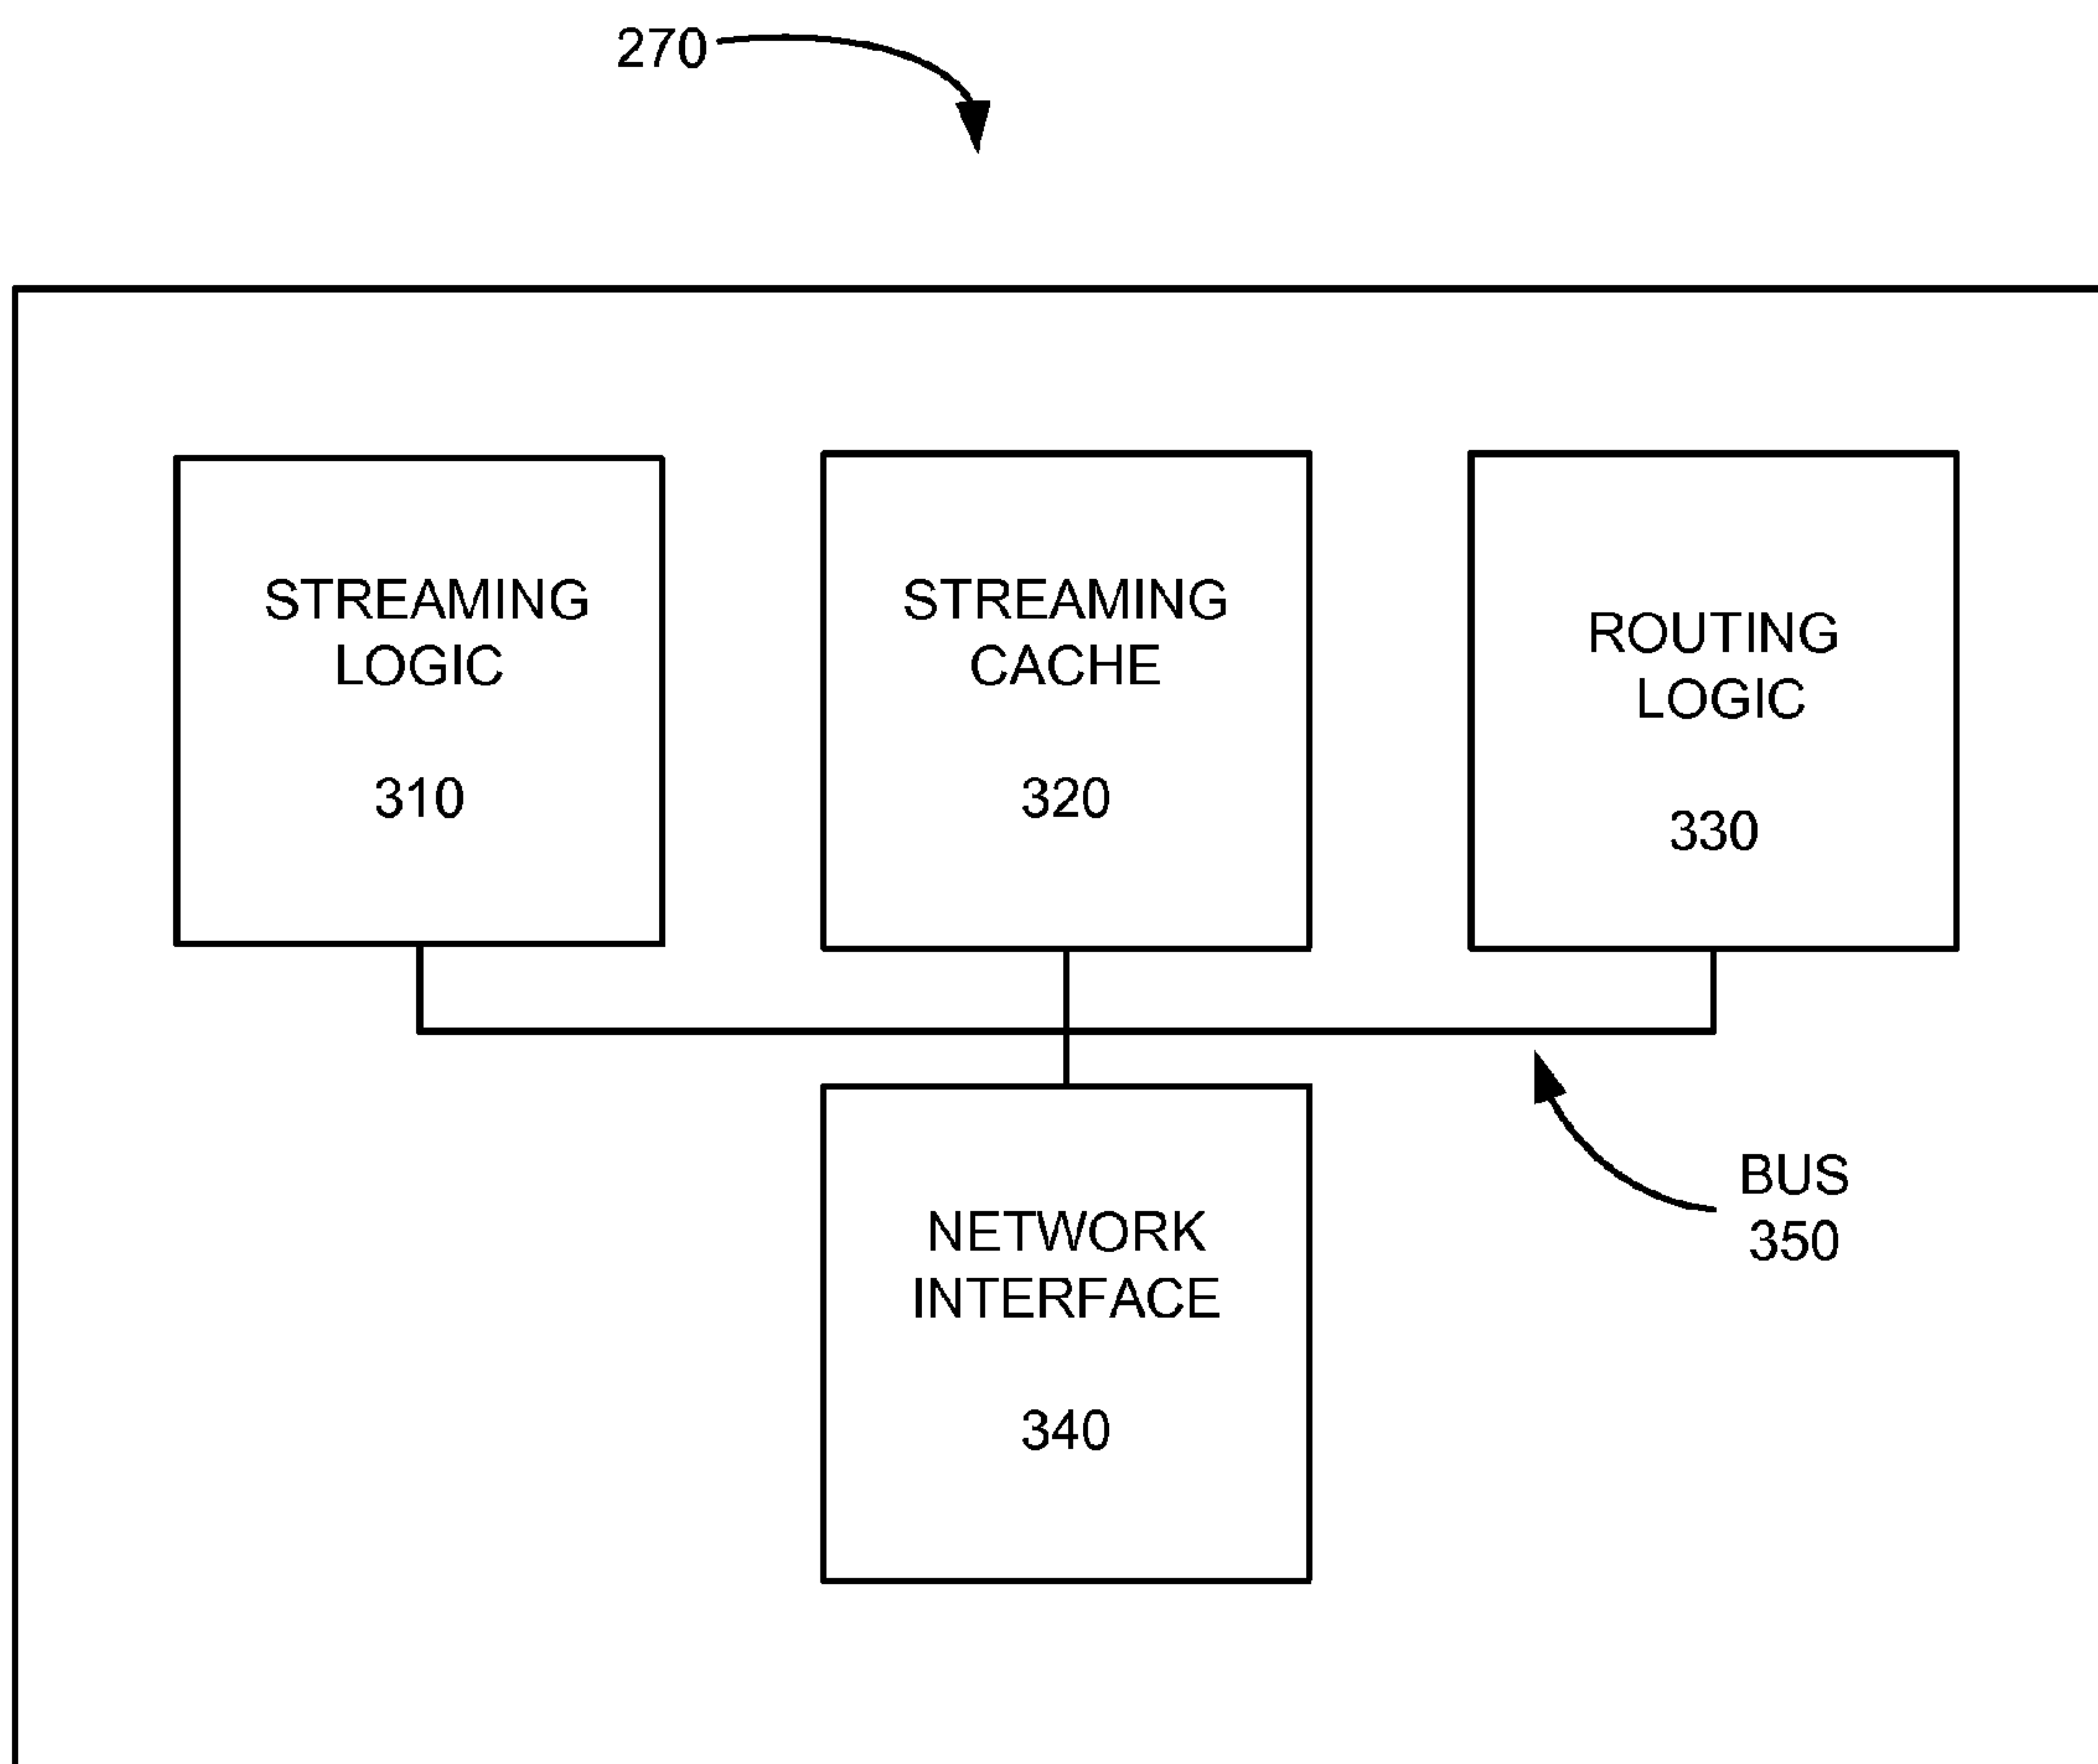 270
STREAMING
LOGIC
310
STREAMING
CACHE
320
ROUTING
LOGIC
330
BUS
350
NETWORK
INTERFACE
340